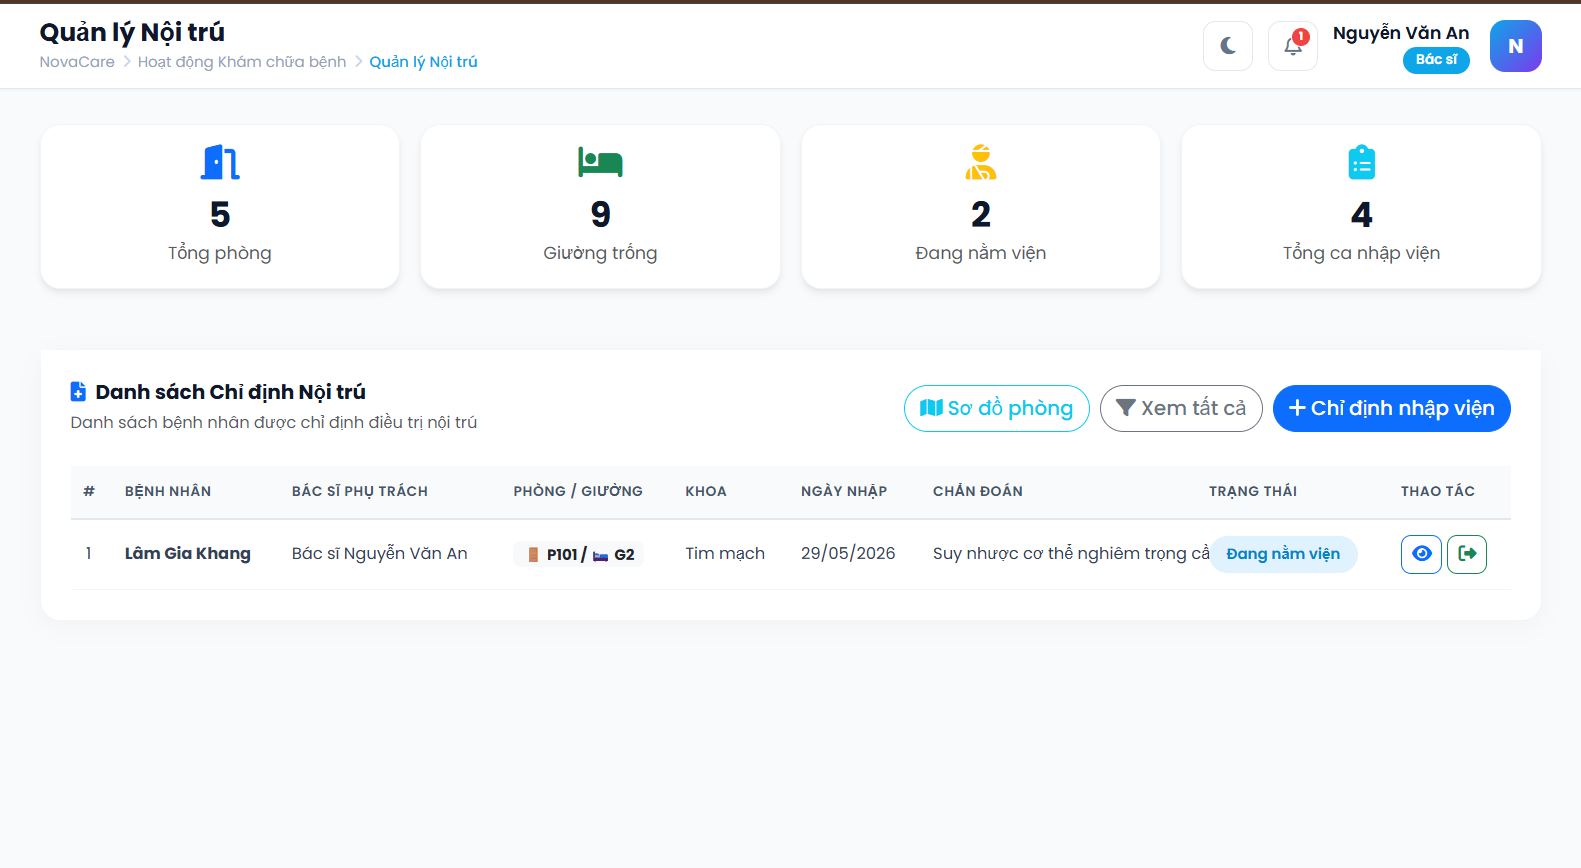 Quản lý Nội trú
NovaCare > Hoạt động Khám chữa bệnh > Quản lý Nội trú
1
Nguyễn Văn An
Bác sĩ
N
5
Tổng phòng
9
Giường trống
2
Đang nằm viện
4
Tổng ca nhập viện
Danh sách Chỉ định Nội trú
Danh sách bệnh nhân được chỉ định điều trị nội trú
Sơ đồ phòng
Xem tất cả
Chỉ định nhập viện
# BỆNH NHÂN BÁC SĨ PHỤ TRÁCH PHÒNG / GIƯỜNG KHOA NGÀY NHẬP CHẨN ĐOÁN TRẠNG THÁI THAO TÁC
1 Lâm Gia Khang Bác sĩ Nguyễn Văn An P101 / G2 Tim mạch 29/05/2026 Suy nhược cơ thể nghiêm trọng cầ Đang nằm viện